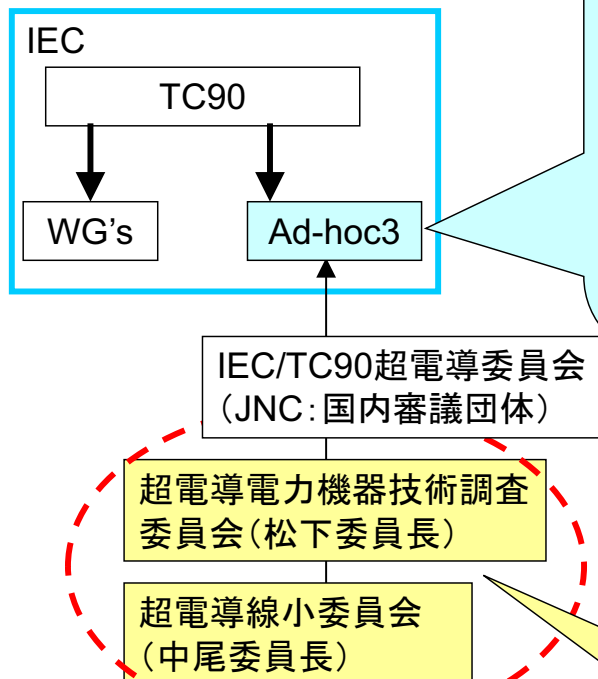 IEC
TC90
WG's
Ad-hoc3
IEC/TC90超電導委員会
（JNC：国内審議団体）
超電導電力機器技術調査
委員会（松下委員長）
超電導線小委員会
（中尾委員長）